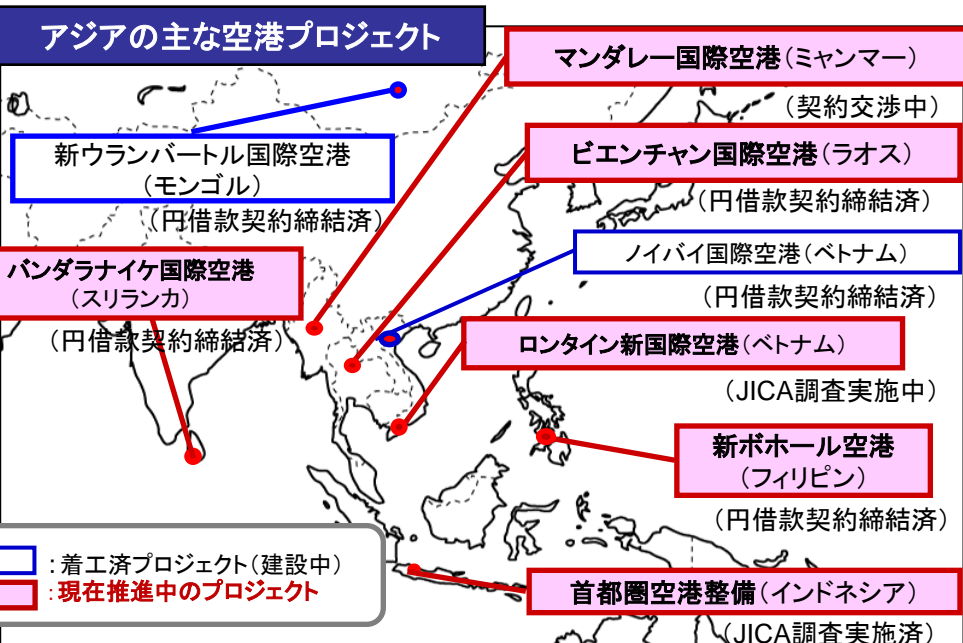 アジアの主な空港プロジェクト
マンダレー国際空港(ミャンマー)
(契約交渉中)
新ウランバートル国際空港
(モンゴル)
(円借款契約締結済)
ビエンチャン国際空港(ラオス)
(円借款契約締結済)
ノイバイ国際空港(ベトナム)
(円借款契約締結済)
バンダラナイケ国際空港
(スリランカ)
(円借款契約締結済)
ロンタイン新国際空港(ベトナム)
(JICA調査実施中)
新ボホール空港
(フィリピン)
(円借款契約締結済)
:着工済プロジェクト(建設中)
:現在推進中のプロジェクト
首都圏空港整備(インドネシア)
(JICA調査実施済)